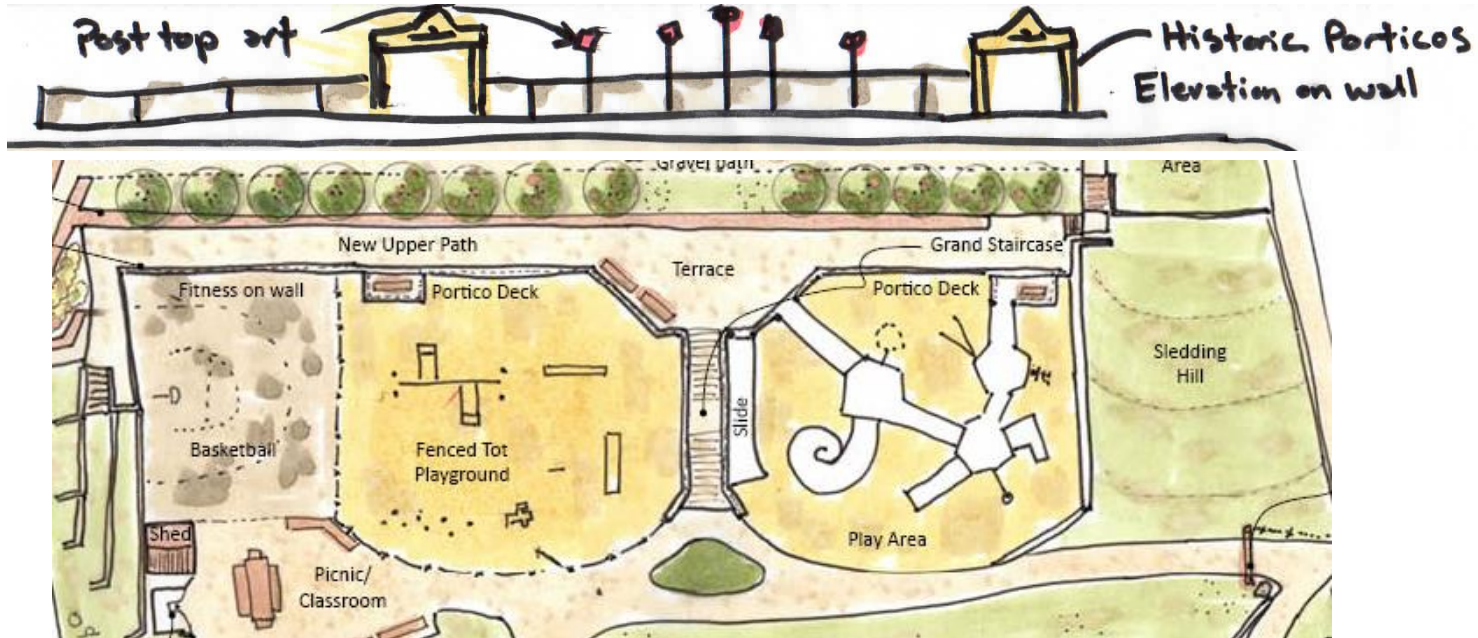 Post top art
Historic Porticos
Elevation on wall
Gravel path
Area
New Upper Path
Grand Staircase
Terrace
Fitness on wall
Portico Deck
Portico Deck
Sledding
Hill
Slide
Basketball
Fenced Tot
Playground
Shed
Play Area
Picnic/
Classroom